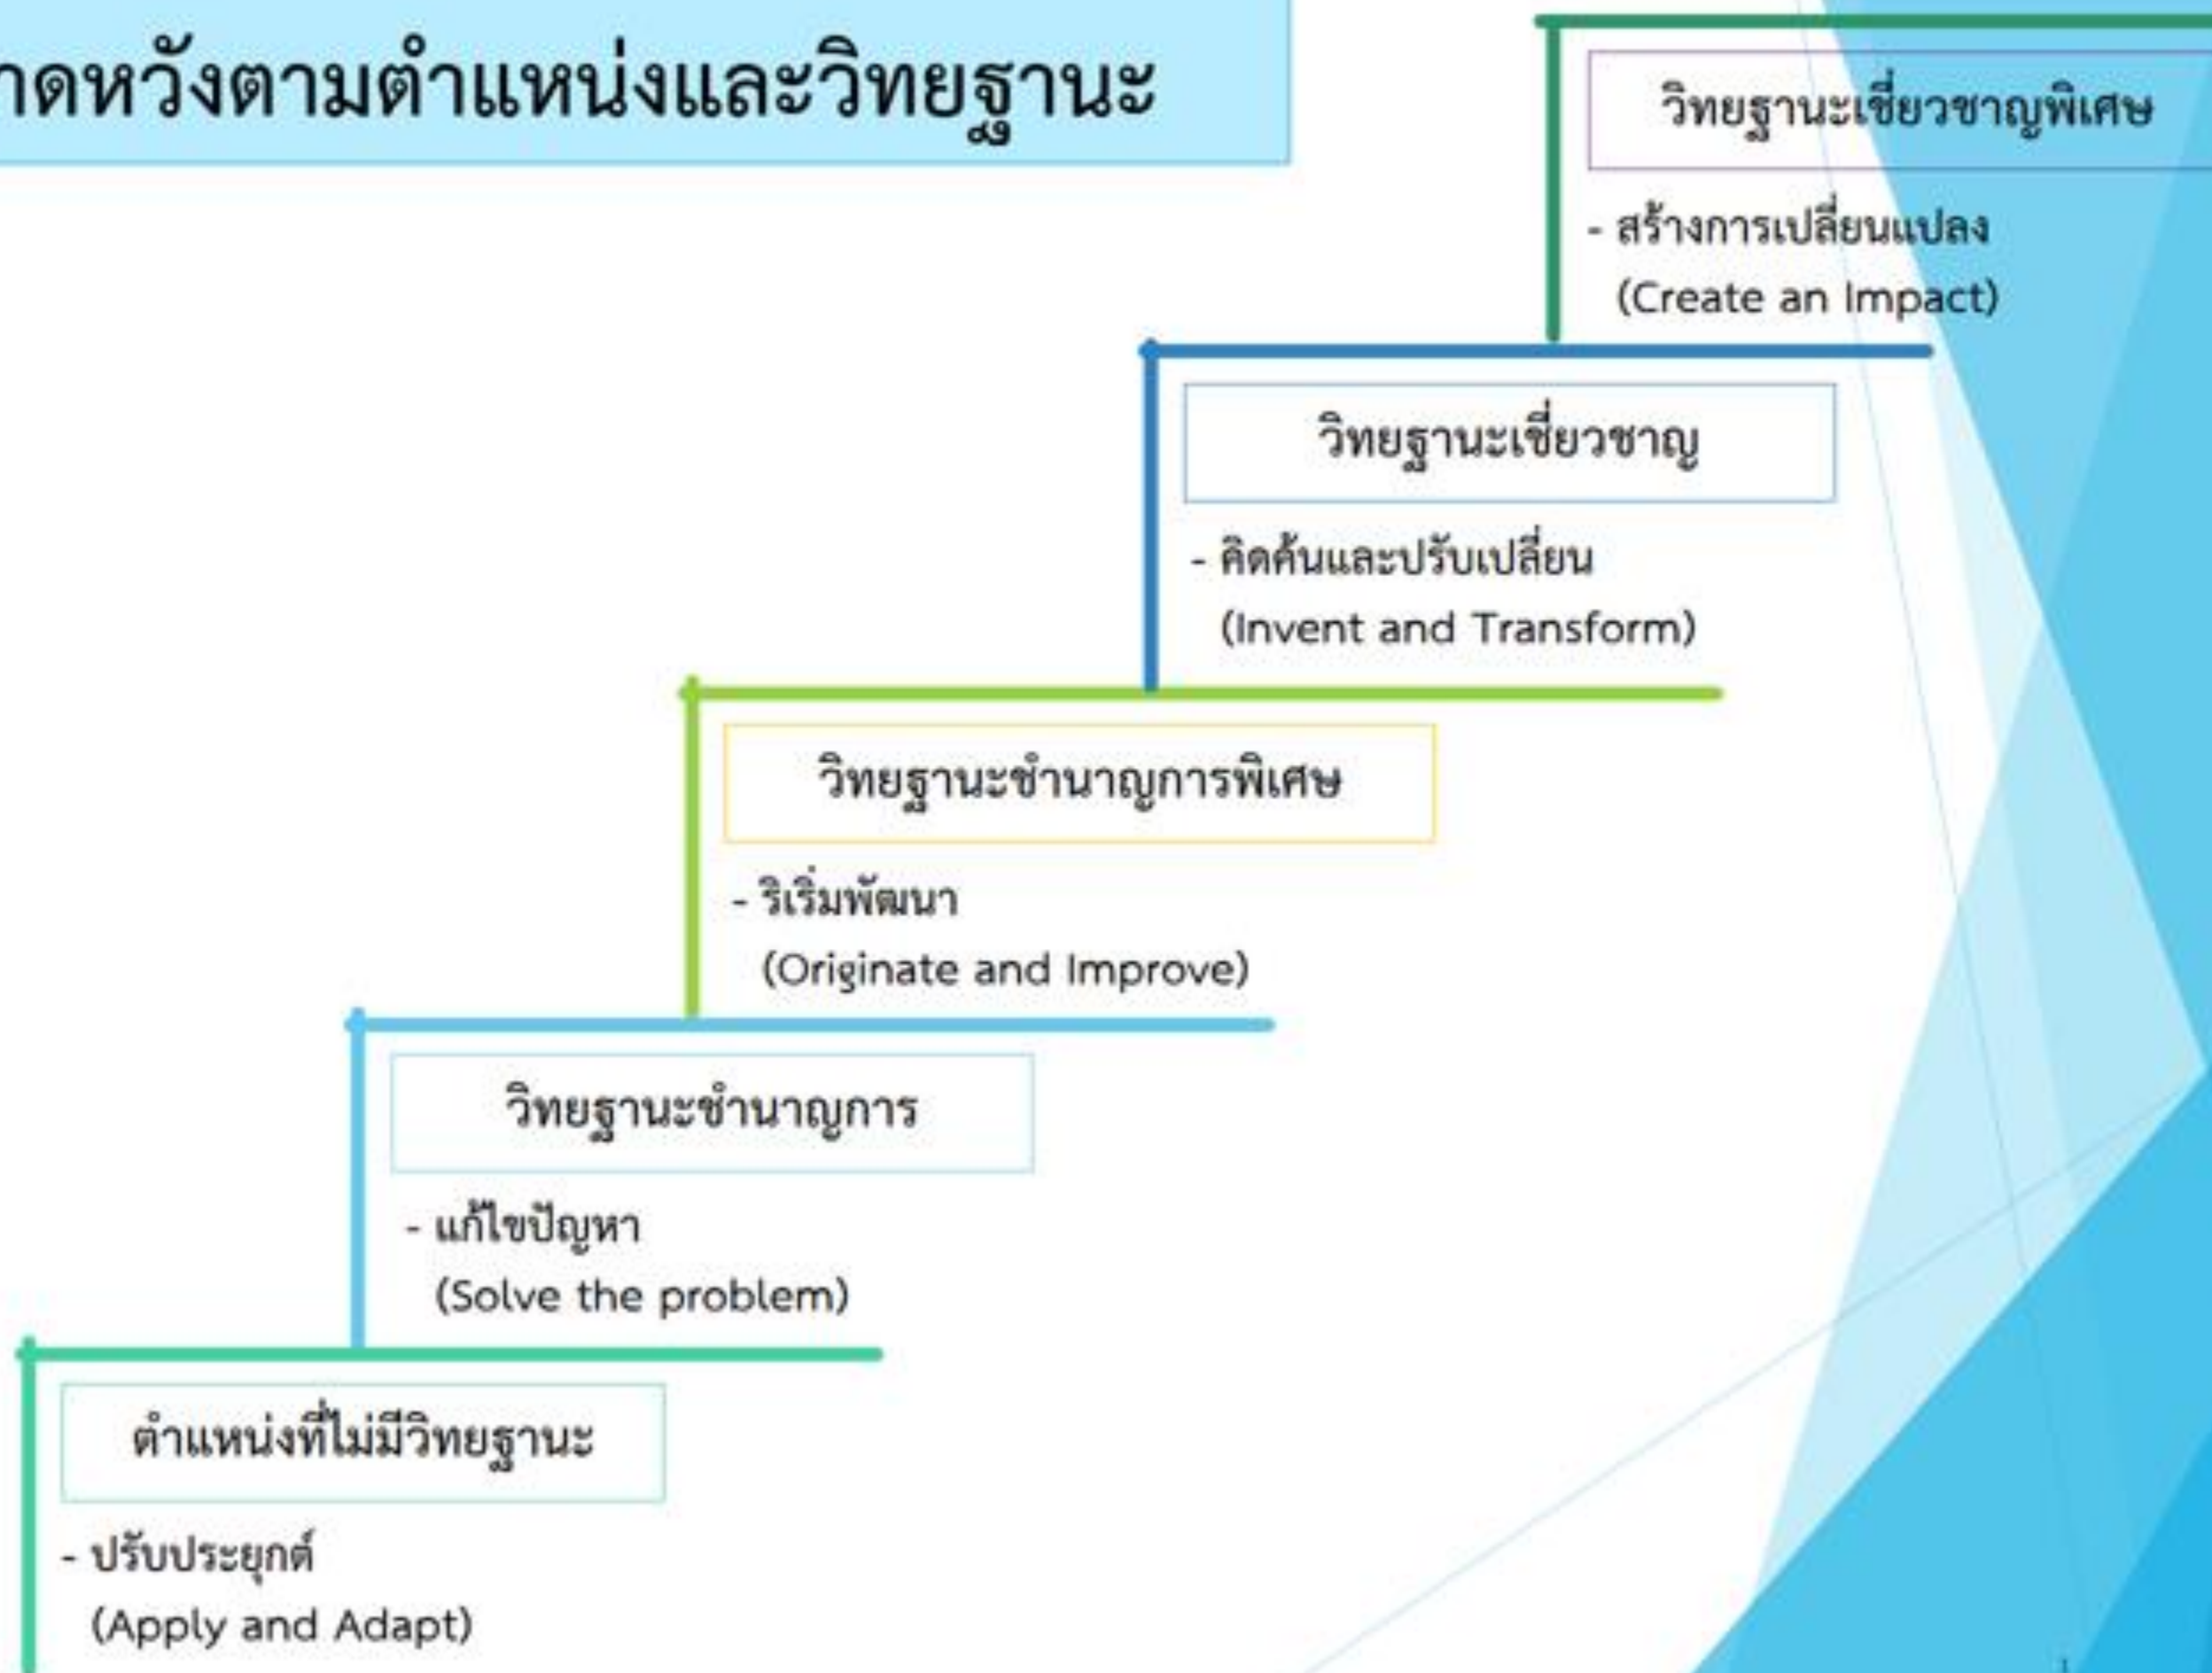 าดหวังตามตำแหน่งและวิทยฐานะ
วิทยฐานะเชี่ยวชาญพิเศษ
- สร้างการเปลี่ยนแปลง
(Create an Impact)
วิทยฐานะเชี่ยวชาญ
- คิดค้นและปรับเปลี่ยน
(Invent and Transform)
วิทยฐานะชำนาญการพิเศษ
- ริเริ่มพัฒนา
(Originate and Improve)
วิทยฐานะชำนาญการ
- แก้ไขปัญหา
(Solve the problem)
ตำแหน่งที่ไม่มีวิทยฐานะ
- ปรับประยุกต์
(Apply and Adapt)